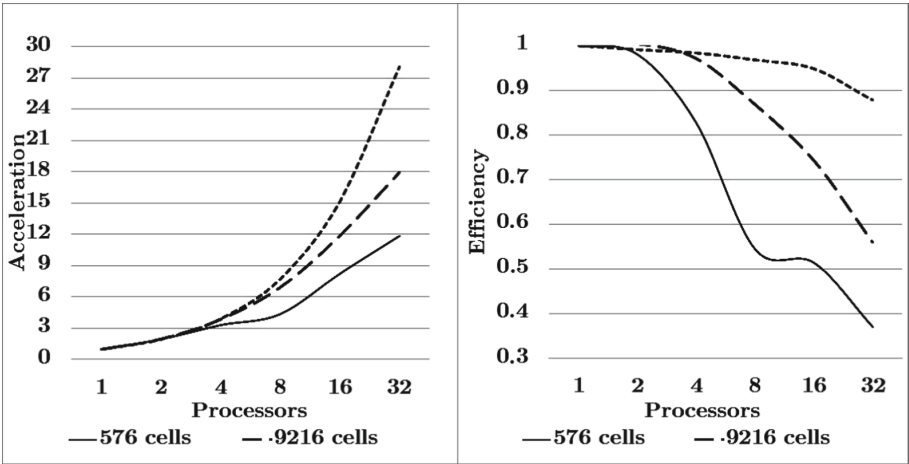 30
27
24
21
18
15
12
9
6
3
0
Acceleration
1 2 4 8 16 32
Processors
576 cells -9216 cells
1
0.9
0.8
0.7
0.6
0.5
0.4
0.3
Efficiency
1 2 4 8 16 32
Processors
576 cells -9216 cells